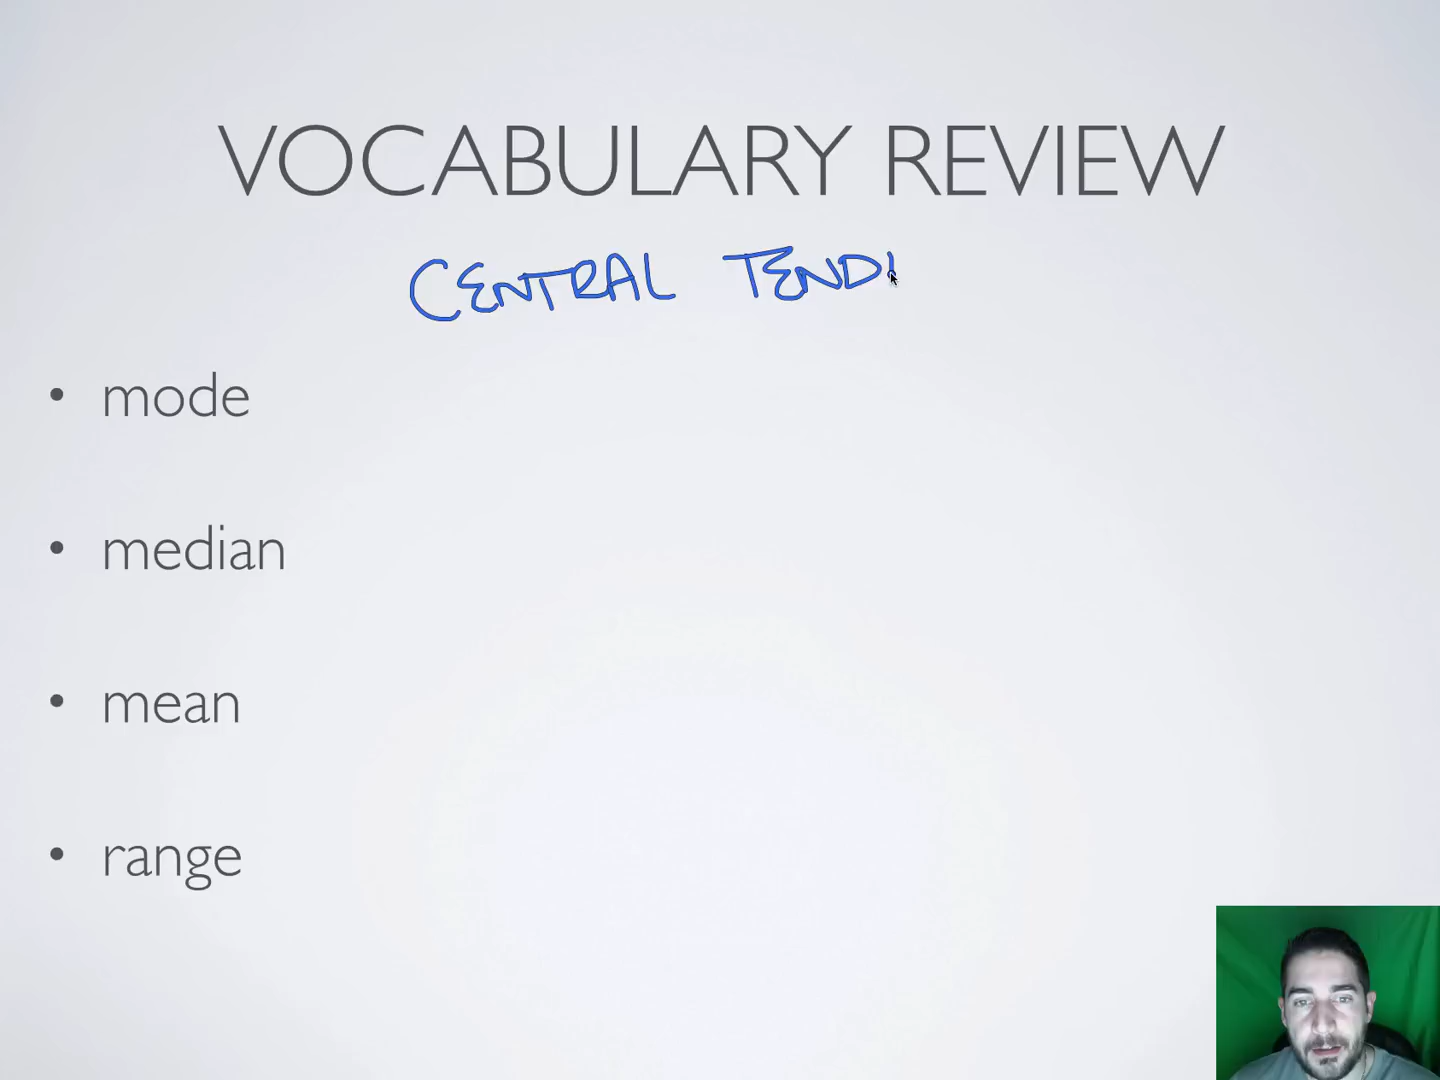 VOCABULARY REVIEW
CENTRAL TEND
• mode
• median
• mean
• range